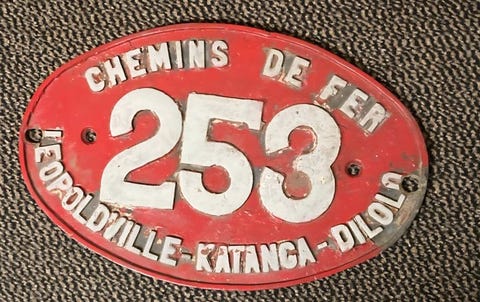 CHEMINS DE FER
253
LEOPOLDVILLE-KATANGA-DILOLO